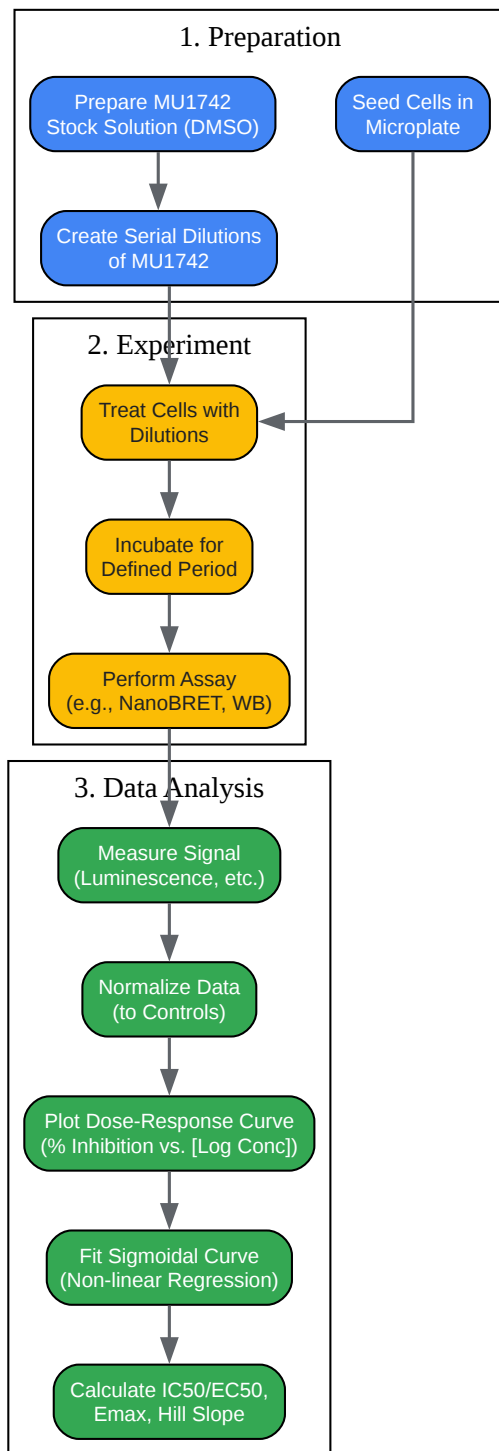 1. Preparation
Prepare MU1742
Stock Solution (DMSO)
Seed Cells in
Microplate
Create Serial Dilutions
of MU1742
2. Experiment
Treat Cells with
Dilutions
Incubate for
Defined Period
Perform Assay
(e.g., NanoBRET, WB)
3. Data Analysis
Measure Signal
(Luminescence, etc.)
Normalize Data
(to Controls)
Plot Dose-Response Curve
(% Inhibition vs. [Log Conc])
Fit Sigmoidal Curve
(Non-linear Regression)
Calculate IC50/EC50,
Emax, Hill Slope